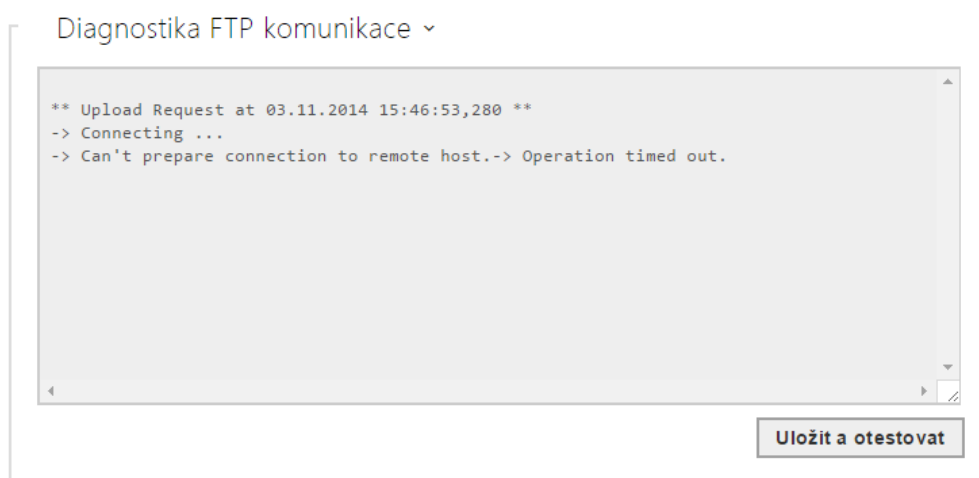 Diagnostika FTP komunikace
** Upload Request at 03.11.2014 15:46:53,280 **
-> Connecting ...
-> Can't prepare connection to remote host.-> Operation timed out.
Uložit a otestovat